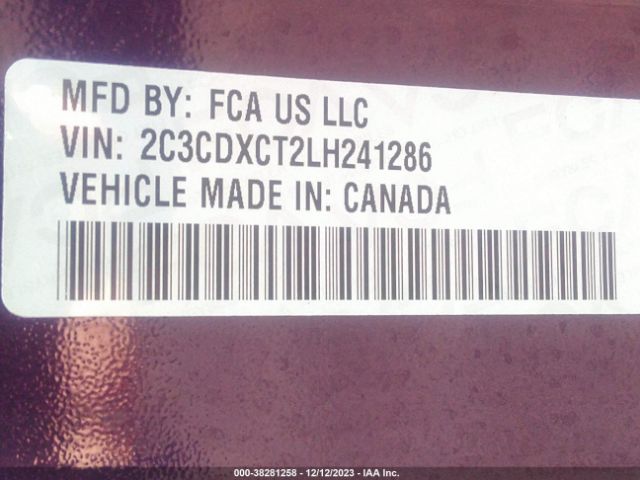 MFD BY: FCA US LLC
VIN: 2C3CDXCT2LH241286
VEHICLE MADE IN: CANADA
000-38281258 - 12/12/2023 - IAA Inc.